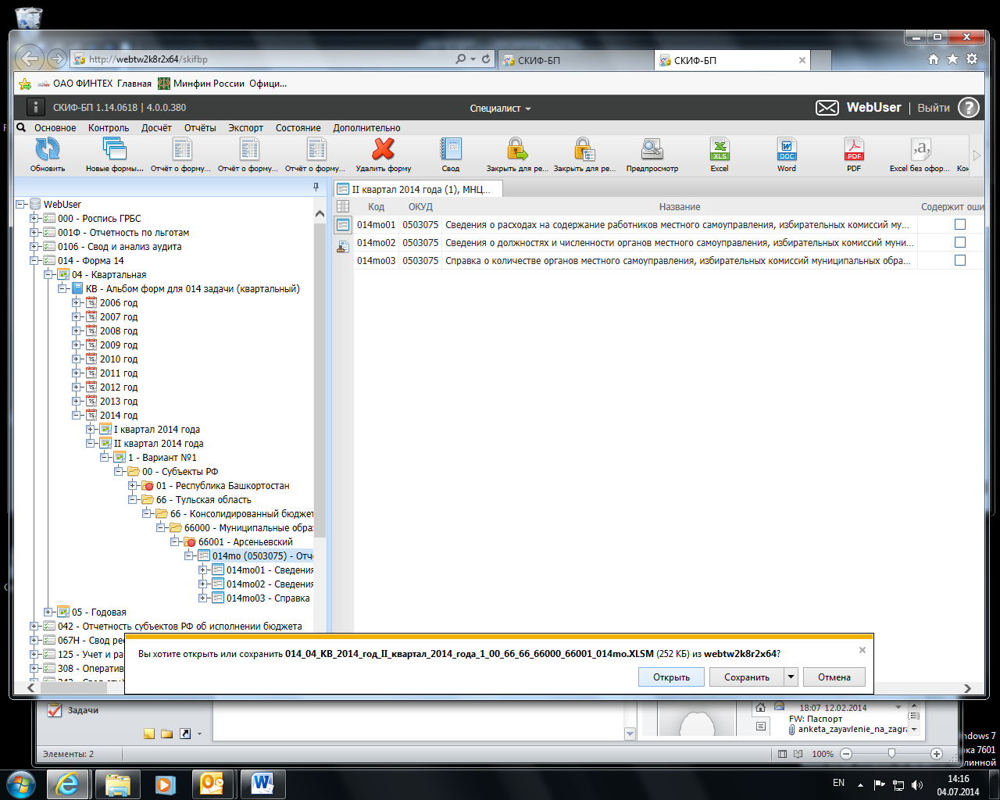 http://webtw2k8r2x64/skifbp
СКИФ-БП
СКИФ-БП
ОАО ФИНТЕХ Главная
Минфин России Офици...
СКИФ-БП 1.14.0618 | 4.0.0.380
Специалист
WebUser | Выйти
Основное Контроль Досчёт Отчёты Экспорт Состояние Дополнительно
Обновить
Новые формы...
Отчёт о форму...
Отчёт о форму...
Отчёт о форму...
Удалить форму
Свод
Закрыть для ре...
Закрыть для ре...
Предпросмотр
Excel
Word
PDF
Excel без офор...
Кон
XLS
DOC
PDF
,a,
WebUser
000 - Роспись ГРБС
001Ф - Отчетность по льготам
0106 - Свод и анализ аудита
014 - Форма 14
04 - Квартальная
КВ - Альбом форм для 014 задачи (квартальный)
2006 год
2007 год
2008 год
2009 год
2010 год
2011 год
2012 год
2013 год
2014 год
I квартал 2014 года
II квартал 2014 года
1 - Вариант №1
00 - Субъекты РФ
01 - Республика Башкортостан
66 - Тульская область
66 - Консолидированный бюджет
66000 - Муниципальные обра
66001 - Арсеньевский
014mo (0503075) - Отч
014mo01 - Сведения
014mo02 - Сведения
014mo03 - Справка
05 - Годовая
042 - Отчетность субъектов РФ об исполнении бюджета
067Н - Свод рес
125 - Учет и ра
308 - Оператив
II квартал 2014 года (1), МНЦ...
Код ОКУД Название Содержит оши
014mo01 0503075 Сведения о расходах на содержание работников местного самоуправления, избирательных комиссий му...
014mo02 0503075 Сведения о должностях и численности органов местного самоуправления, избирательных комиссий муни...
014mo03 0503075 Справка о количестве органов местного самоуправления, избирательных комиссий муниципальных обра...
Вы хотите открыть или сохранить 014_04_КВ_2014_год_II_квартал_2014_года_1_00_66_66_66000_66001_014mo.XLSM (252 КБ) из webtw2k8r2x64?
Открыть
Сохранить
Отмена
Задачи
18:07 12.02.2014
FW: Паспорт
anketa_zayavlenie_na_zagra
Элементы: 2
100%
ndows 7
рка 7601
длинной
EN
14:16
04.07.2014